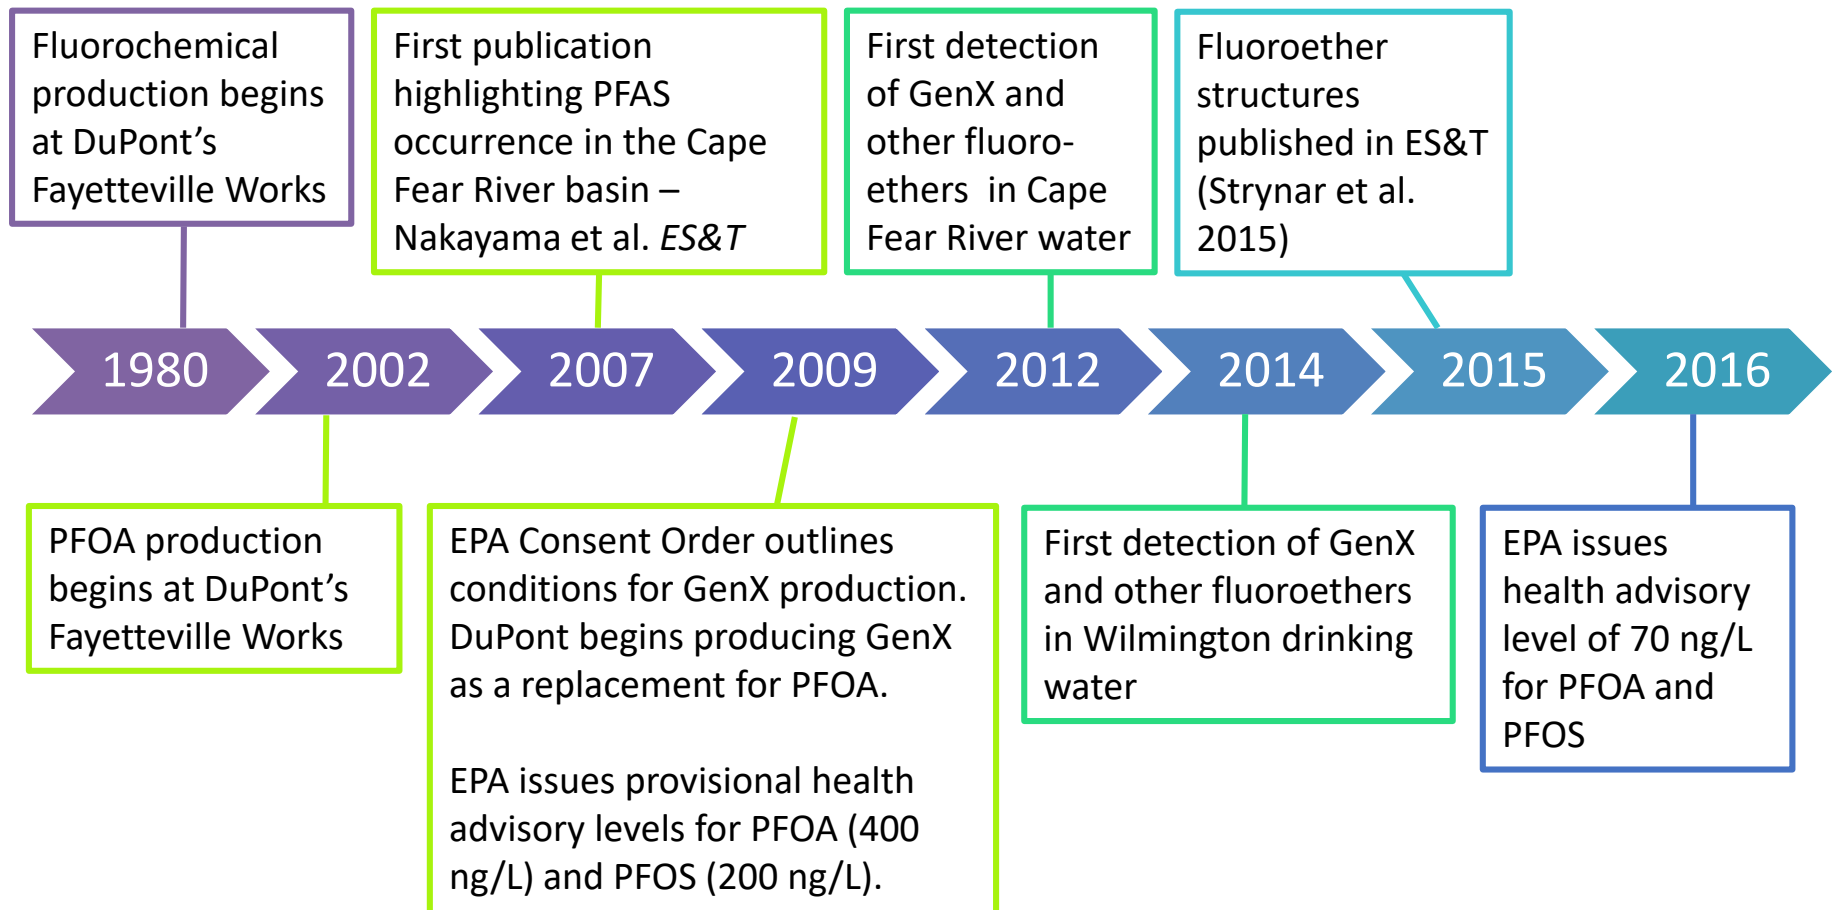 Fluorochemical
production begins
at DuPont’s
Fayetteville Works
First publication
highlighting PFAS
occurrence in the Cape
Fear River basin –
Nakayama et al. ES&T
First detection
of GenX and
other fluoro-
ethers  in Cape
Fear River water
Fluoroether
structures
published in ES&T
(Strynar et al.
2015)
1980
2002
2007
2009
2012
2014
2015
2016
PFOA production
begins at DuPont’s
Fayetteville Works
EPA Consent Order outlines
conditions for GenX production.
DuPont begins producing GenX
as a replacement for PFOA.
EPA issues provisional health
advisory levels for PFOA (400
ng/L) and PFOS (200 ng/L).
First detection of GenX
and other fluoroethers
in Wilmington drinking
water
EPA issues
health advisory
level of 70 ng/L
for PFOA and
PFOS